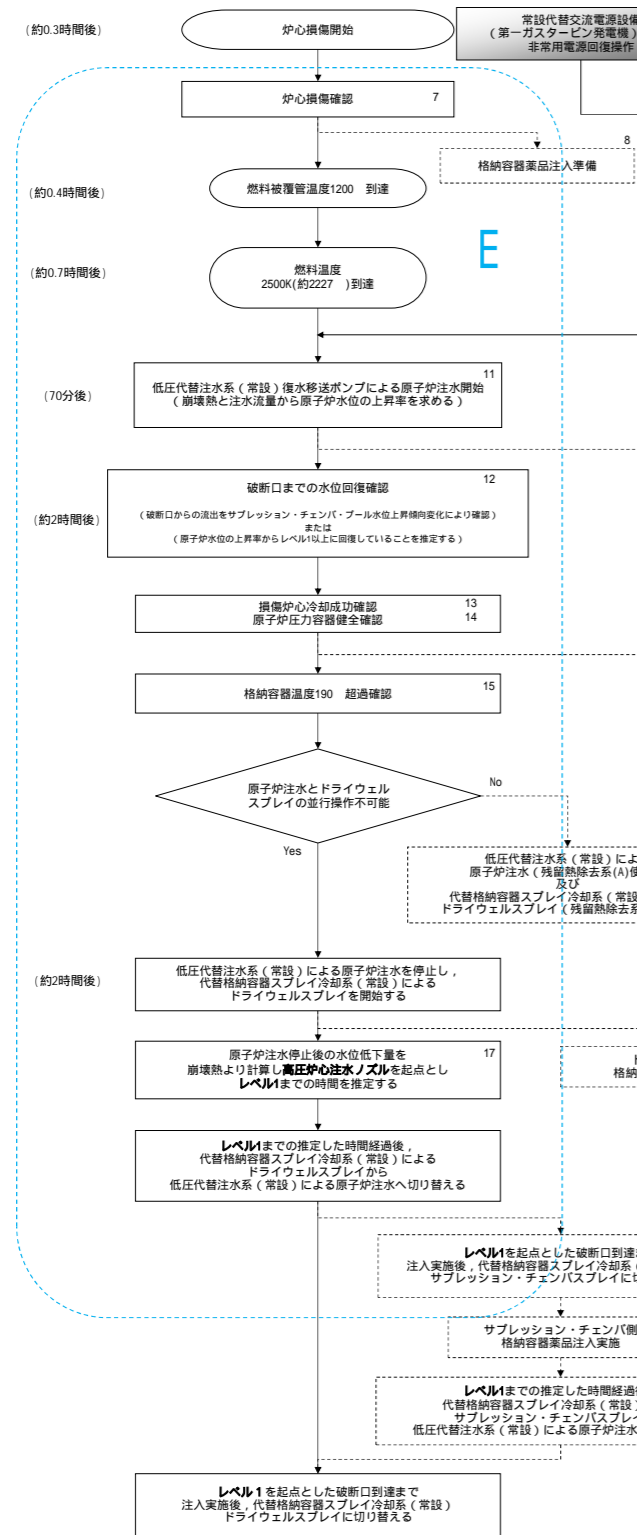 (約0.3時間後)
炉心損傷開始
常設代替交流電源設備
(第一ガスタービン発電機)
非常用電源回復操作
炉心損傷確認
7
8
格納容器薬品注入準備
(約0.4時間後)
燃料被覆管温度1200 到達
E
(約0.7時間後)
燃料温度
2500K(約2227 )到達
(70分後)
11
低圧代替注水系(常設)復水移送ポンプによる原子炉注水開始
(崩壊熱と注水流量から原子炉水位の上昇率を求める)
12
破断口までの水位回復確認
(約2時間後)
(破断口からの流出をサプレッション・チェンバ・プール水位上昇傾向変化により確認)
または
(原子炉水位の上昇率からレベル1以上に回復していることを推定する)
損傷炉心冷却成功確認 13
原子炉圧力容器健全確認 14
15
格納容器温度190 超過確認
原子炉注水とドライウェル
スプレイの並行操作不可能
No
Yes
低圧代替注水系(常設)によ
原子炉注水(残留熱除去系(A)使
及び
代替格納容器スプレイ冷却系(常設
ドライウェルスプレイ(残留熱除去系
(約2時間後)
低圧代替注水系(常設)による原子炉注水を停止し,
代替格納容器スプレイ冷却系(常設)による
ドライウェルスプレイを開始する
17
原子炉注水停止後の水位低下量を
崩壊熱より計算し高圧炉心注水ノズルを起点とし
レベル1までの時間を推定する
格納
レベル1までの推定した時間経過後,
代替格納容器スプレイ冷却系(常設)による
ドライウェルスプレイから
低圧代替注水系(常設)による原子炉注水へ切り替える
レベル1を起点とした破断口到達
注入実施後,代替格納容器スプレイ冷却系
サプレッション・チェンバスプレイに切
サプレッション・チェンバ側
格納容器薬品注入実施
レベル1までの推定した時間経過
代替格納容器スプレイ冷却系(常設)
サプレッション・チェンバスプレイ
低圧代替注水系(常設)による原子炉注水
レベル1を起点とした破断口到達まで
注入実施後,代替格納容器スプレイ冷却系(常設)
ドライウェルスプレイに切り替える